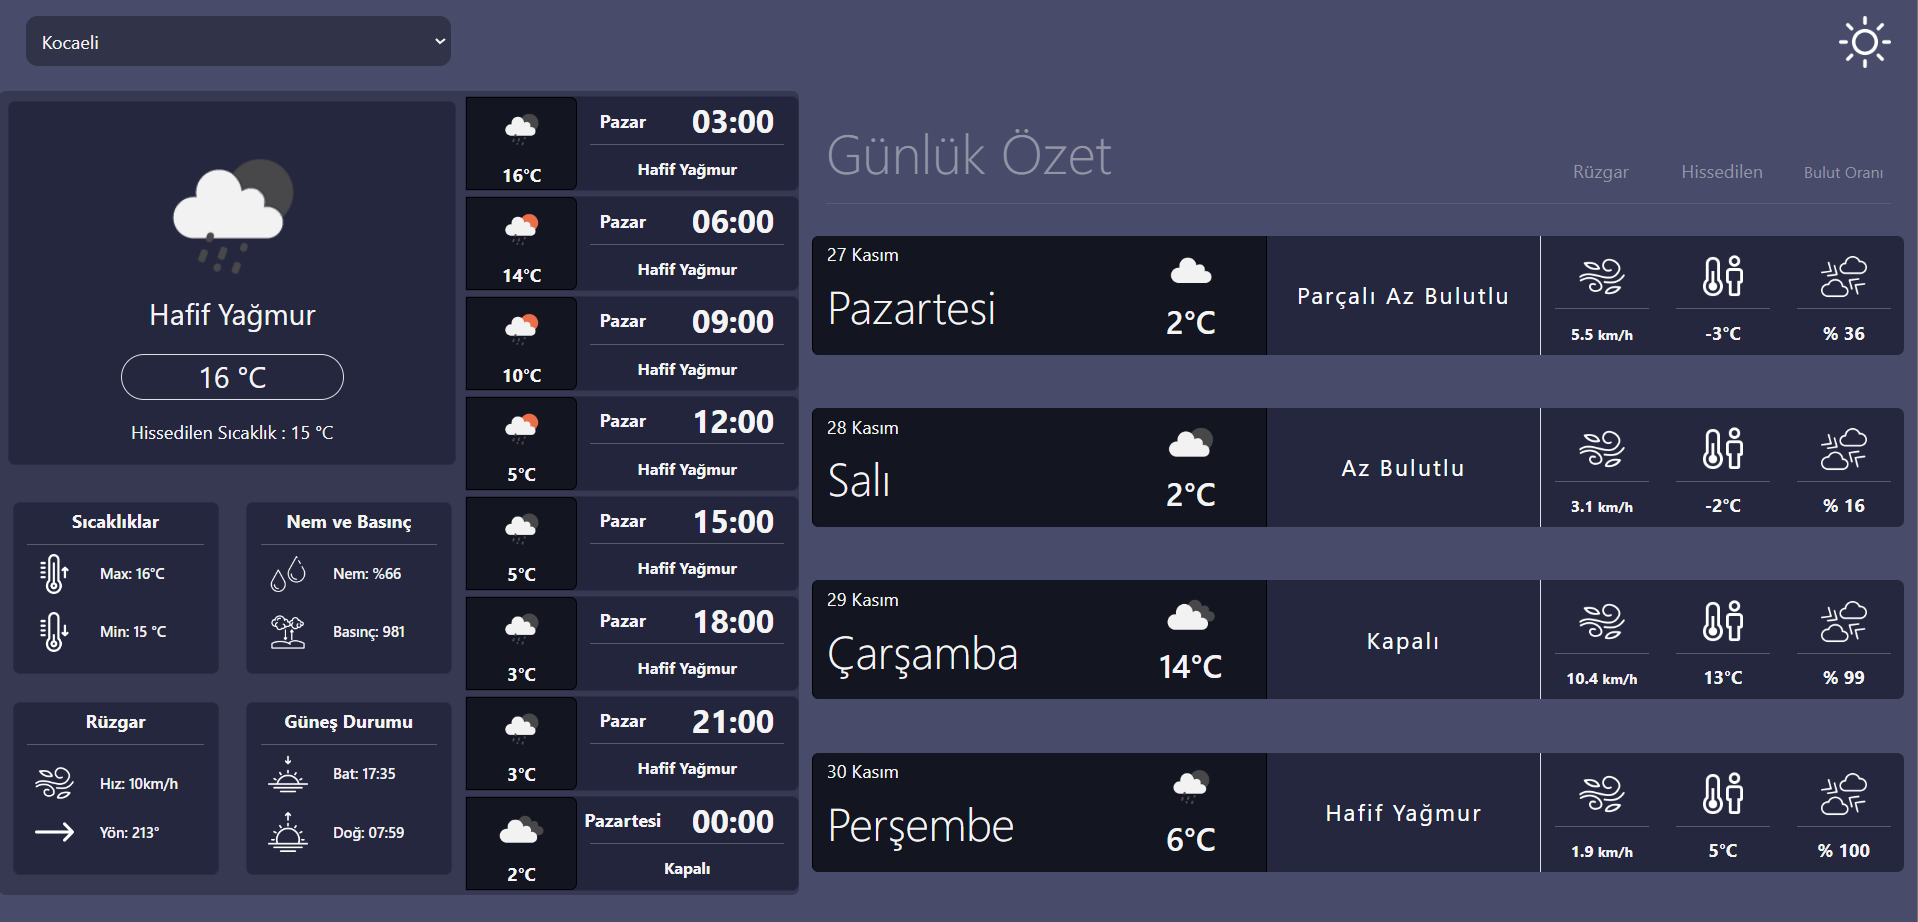 Kocaeli
Hafif Yağmur
16 °C
Hissedilen Sıcaklık : 15 °C
Sıcaklıklar
Max: 16°C
Min: 15 °C
Nem ve Basınç
Nem: %66
Basınç: 981
Rüzgar
Hız: 10km/h
Yön: 213°
Güneş Durumu
Bat: 17:35
Doğ: 07:59
Pazar 03:00
16°C
Hafif Yağmur
Pazar 06:00
14°C
Hafif Yağmur
Pazar 09:00
10°C
Hafif Yağmur
Pazar 12:00
5°C
Hafif Yağmur
Pazar 15:00
5°C
Hafif Yağmur
Pazar 18:00
3°C
Hafif Yağmur
Pazar 21:00
3°C
Hafif Yağmur
Pazartesi 00:00
2°C
Kapalı
Günlük Özet
Rüzgar Hissedilen Bulut Oranı
27 Kasım
Pazartesi
2°C
Parçalı Az Bulutlu
5.5 km/h -3°C % 36
28 Kasım
Salı
2°C
Az Bulutlu
3.1 km/h -2°C % 16
29 Kasım
Çarşamba
14°C
Kapalı
10.4 km/h 13°C % 99
30 Kasım
Perşembe
6°C
Hafif Yağmur
1.9 km/h 5°C % 100